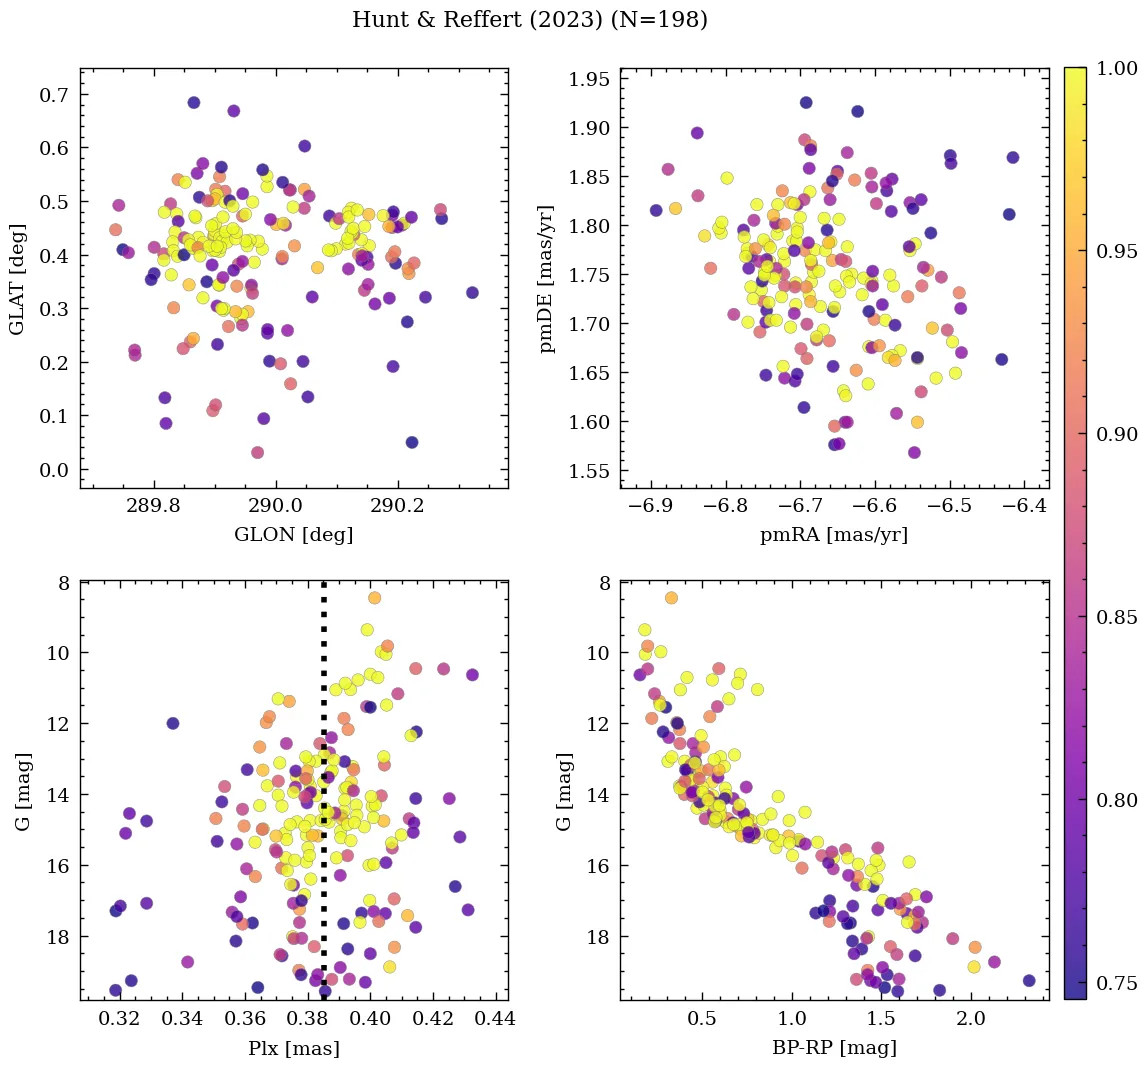 Hunt & Reffert (2023) (N=198)
0.7
0.6
0.5
0.4
0.3
0.2
0.1
0.0
GLAT [deg]
289.8 290.0 290.2
GLON [deg]
1.95
1.90
1.85
1.80
1.75
1.70
1.65
1.60
1.55
pmDE [mas/yr]
−6.9 −6.8 −6.7 −6.6 −6.5 −6.4
pmRA [mas/yr]
8
10
12
14
16
18
G [mag]
0.32 0.34 0.36 0.38 0.40 0.42 0.44
Plx [mas]
8
10
12
14
16
18
G [mag]
0.5 1.0 1.5 2.0
BP-RP [mag]
1.00
0.95
0.90
0.85
0.80
0.75